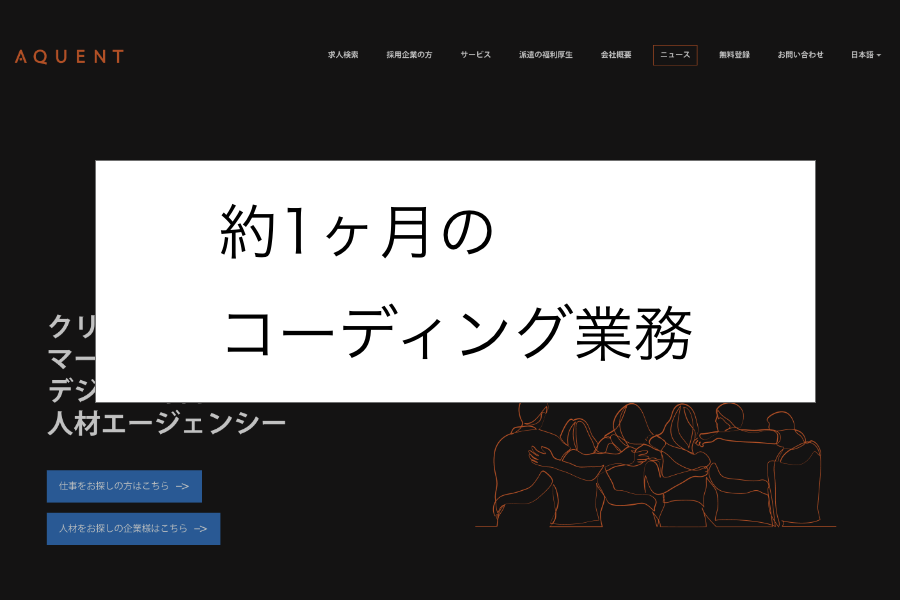 AQUENT
求人検索 採用企業の方 サービス 派遣の福利厚生 会社概要 ニュース 無料登録 お問い合わせ 日本語
約1ヶ月の
コーディング業務
クリ
マー
デジ
人材エージェンシー
仕事をお探しの方はこちら -->
人材をお探しの企業様はこちら -->